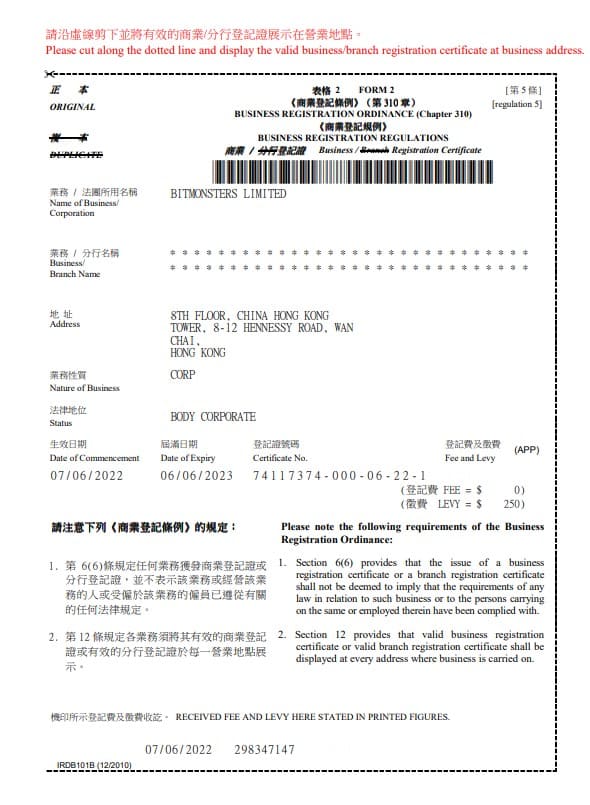 請沿虛線剪下並將有效的商業/分行登記證展示在營業地點。
Please cut along the dotted line and display the valid business/branch registration certificate at business address.
正 本
ORIGINAL
複 本
DUPLICATE
表格 2 FORM 2
《商業登記條例》（第 310 章）
BUSINESS REGISTRATION ORDINANCE (Chapter 310)
《商業登記規例》
BUSINESS REGISTRATION REGULATIONS
商業 / 分行登記證 Business / Branch Registration Certificate
[第 5 條]
[regulation 5]
業務 / 法團所用名稱
Name of Business/
Corporation
BITMONSTERS LIMITED
業務 / 分行名稱
Business/
Branch Name
* * * * * * * * * * * * * * * * * * * * * * * * * * * * * *
* * * * * * * * * * * * * * * * * * * * * * * * * * * * * *
地 址
Address
8TH FLOOR, CHINA HONG KONG
TOWER, 8-12 HENNESSY ROAD, WAN
CHAI,
HONG KONG
業務性質
Nature of Business
CORP
法律地位
Status
BODY CORPORATE
生效日期
Date of Commencement
07/06/2022
屆滿日期
Date of Expiry
06/06/2023
登記證號碼
Certificate No.
74117374-000-06-22-1
登記費及徵費
Fee and Levy
(APP)
(登記費 FEE = $ 0)
(徵費 LEVY = $ 250)
請注意下列《商業登記條例》的規定：
1. 第 6(6)條規定任何業務獲發商業登記證或
分行登記證，並不表示該業務或經營該業
務的人或受僱於該業務的僱員已遵從有關
的任何法律規定。
2. 第 12 條規定各業務須將其有效的商業登記
證或有效的分行登記證於每一營業地點展
示。
Please note the following requirements of the Business
Registration Ordinance:
1. Section 6(6) provides that the issue of a business
registration certificate or a branch registration certificate
shall not be deemed to imply that the requirements of any
law in relation to such business or to the persons carrying
on the same or employed therein have been complied with.
2. Section 12 provides that valid business registration
certificate or valid branch registration certificate shall be
displayed at every address where business is carried on.
機印所示登記費及徵費收訖。 RECEIVED FEE AND LEVY HERE STATED IN PRINTED FIGURES.
07/06/2022 298347147
IRDB101B (12/2010)